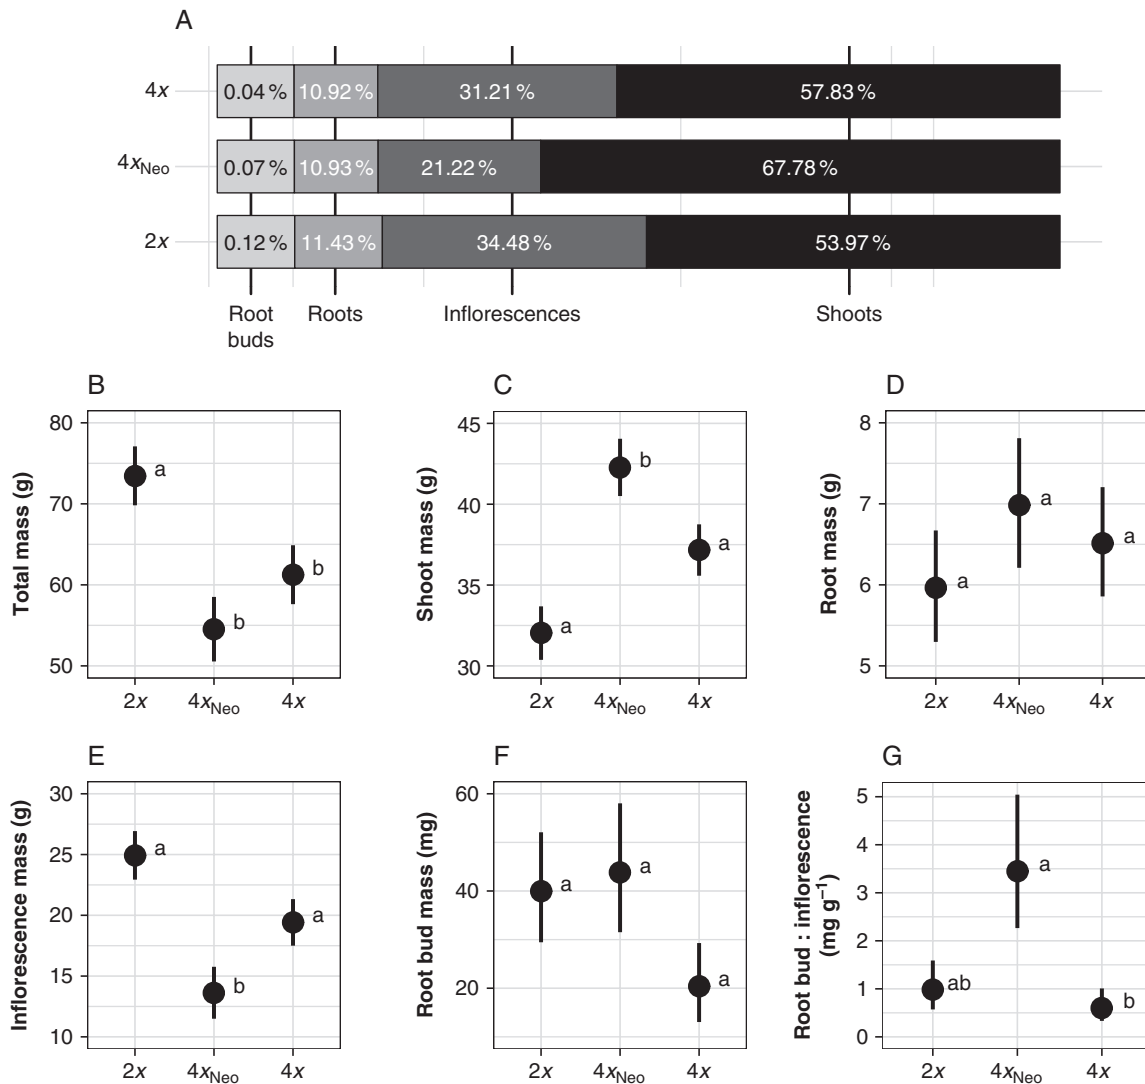 A
4x 0.04 % 10.92 % 31.21 % 57.83 %
4xNeo 0.07 % 10.93 % 21.22 % 67.78 %
2x 0.12 % 11.43 % 34.48 % 53.97 %
Root buds Roots Inflorescences Shoots
B
Total mass (g)
80
70
60
50
a
b
b
2x 4xNeo 4x
C
Shoot mass (g)
45
40
35
30
a
b
a
2x 4xNeo 4x
D
Root mass (g)
8
7
6
5
a
a
a
2x 4xNeo 4x
E
Inflorescence mass (g)
30
25
20
15
10
a
b
a
2x 4xNeo 4x
F
Root bud mass (mg)
60
40
20
a
a
a
2x 4xNeo 4x
G
Root bud : inflorescence
(mg g⁻¹)
5
4
3
2
1
0
ab
a
b
2x 4xNeo 4x